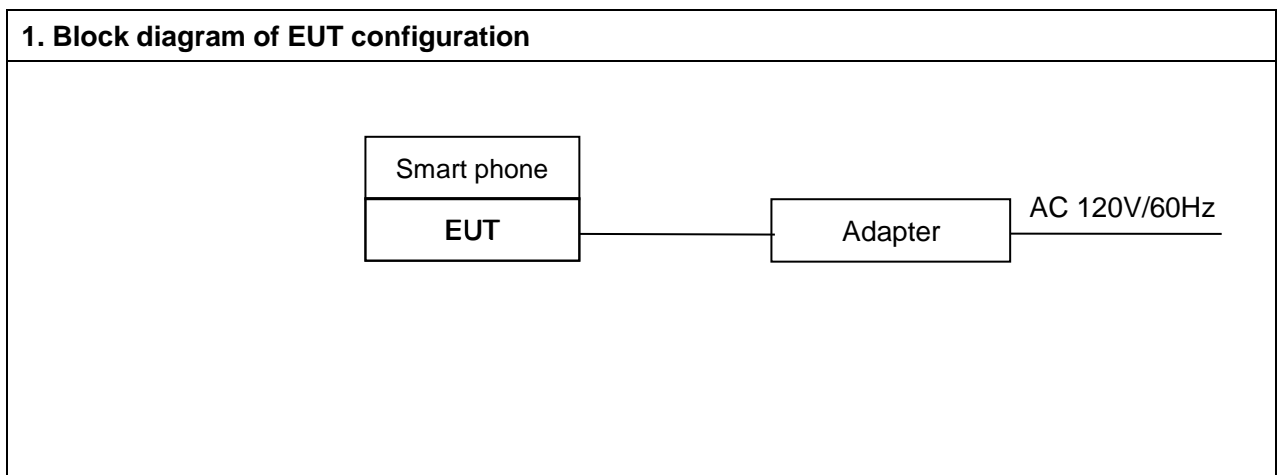 1. Block diagram of EUT configuration
Smart phone
EUT
Adapter
AC 120V/60Hz